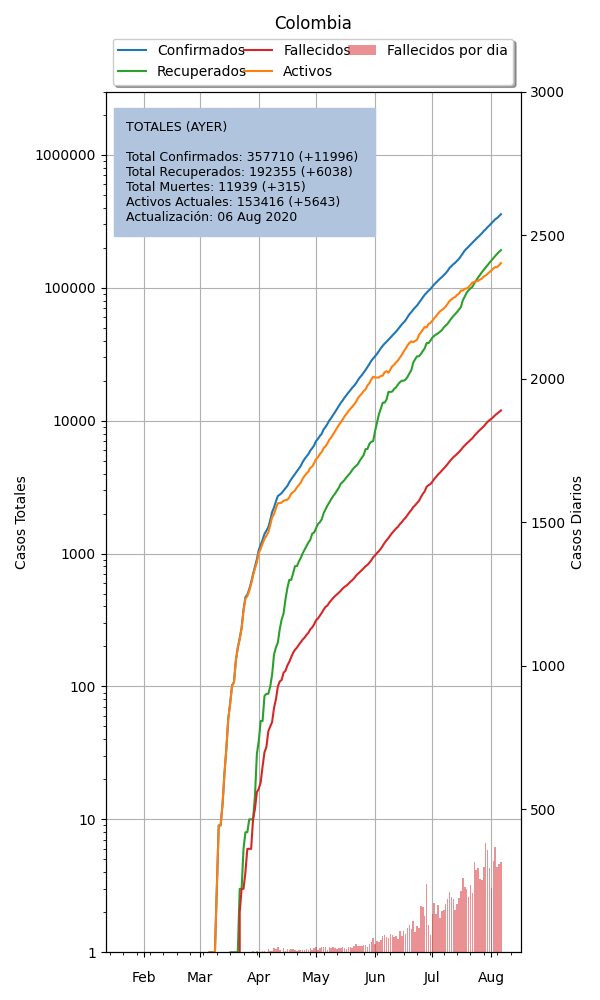 Colombia
Confirmados Fallecidos Fallecidos por dia
Recuperados Activos
TOTALES (AYER)
Total Confirmados: 357710 (+11996)
Total Recuperados: 192355 (+6038)
Total Muertes: 11939 (+315)
Activos Actuales: 153416 (+5643)
Actualización: 06 Aug 2020
1000000
100000
10000
1000
100
10
1
Casos Totales
3000
2500
2000
1500
1000
500
Casos Diarios
Feb Mar Apr May Jun Jul Aug